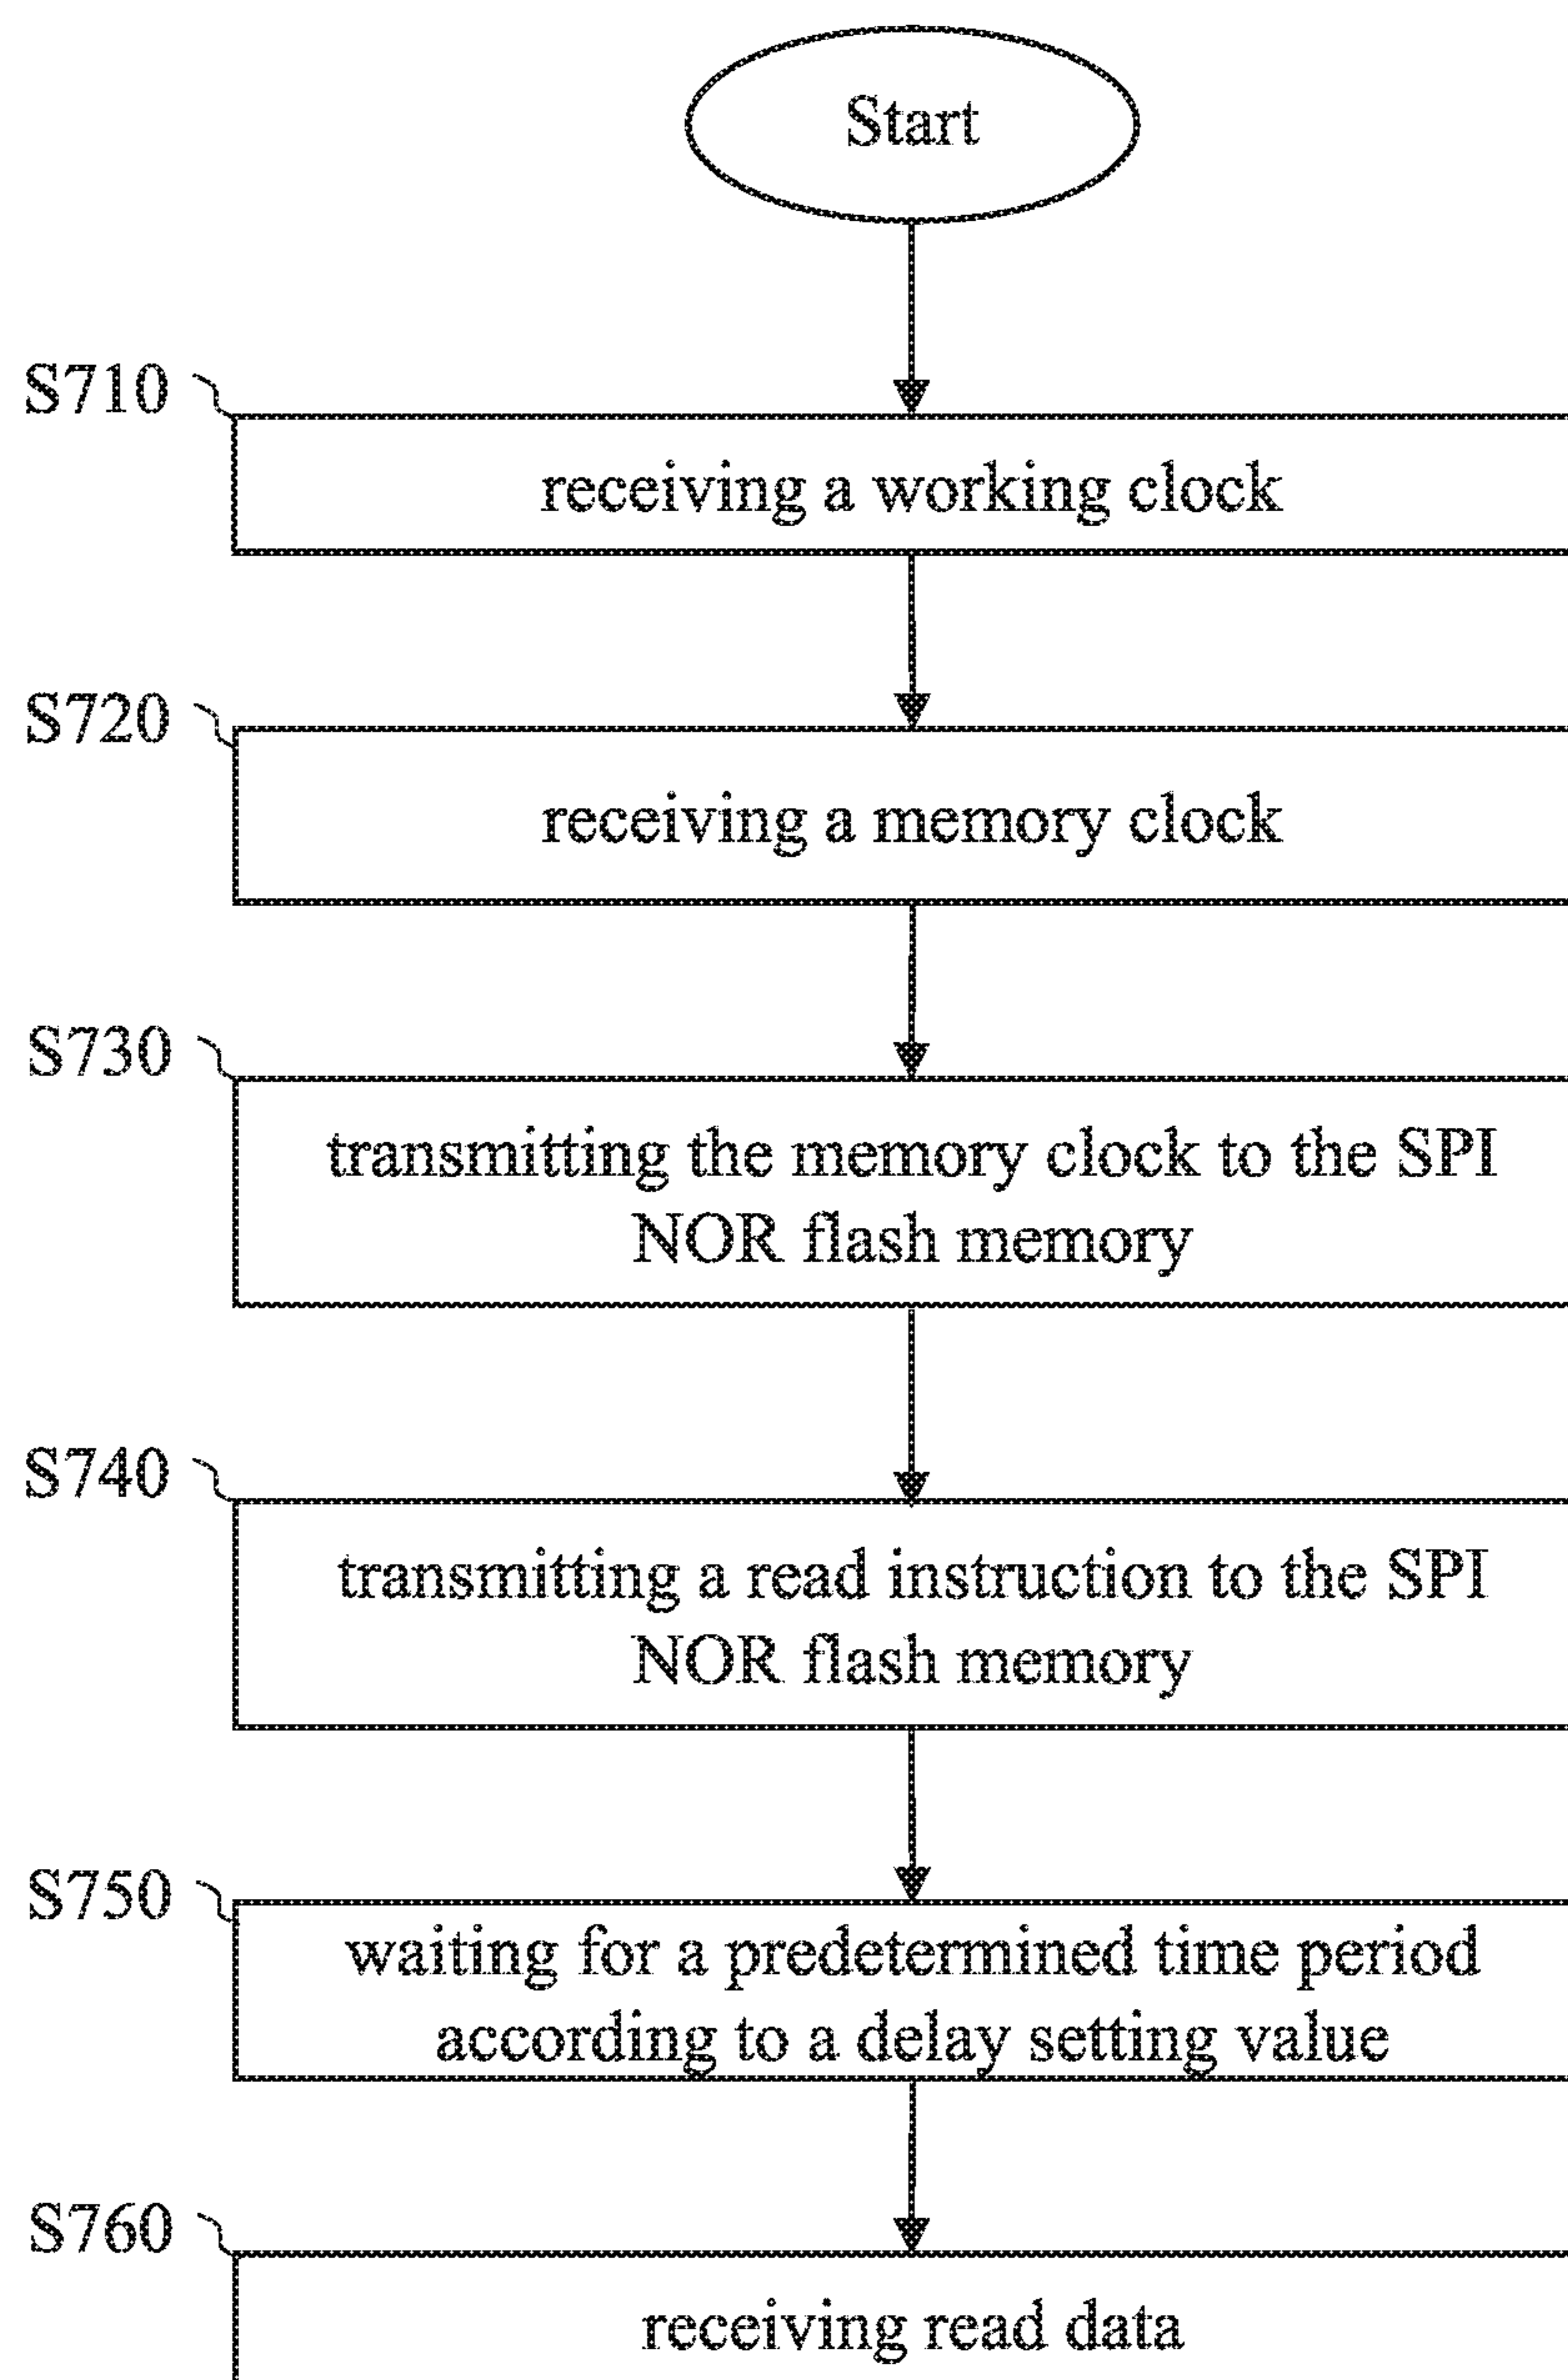 Start
S710
receiving a working clock
S720
receiving a memory clock
S730
transmitting the memory clock to the SPI
NOR flash memory
S740
transmitting a read instruction to the SPI
NOR flash memory
S750
waiting for a predetermined time period
according to a delay setting value
S760
receiving read data